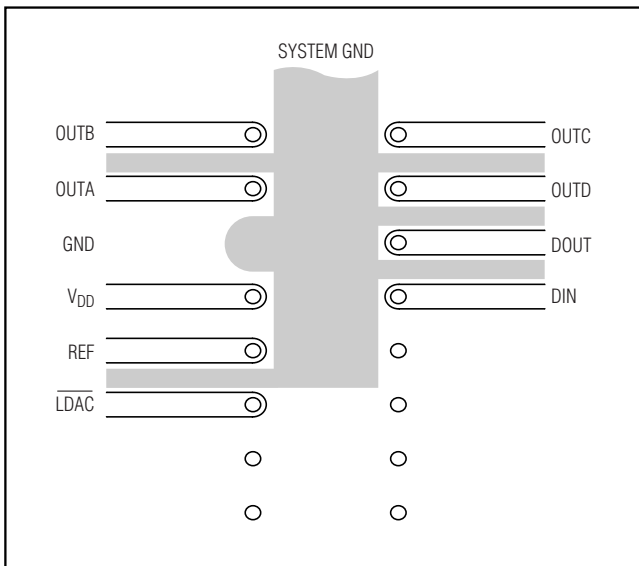 SYSTEM GND
OUTB
OUTC
OUTA
OUTD
GND
DOUT
VDD
DIN
REF
LDAC